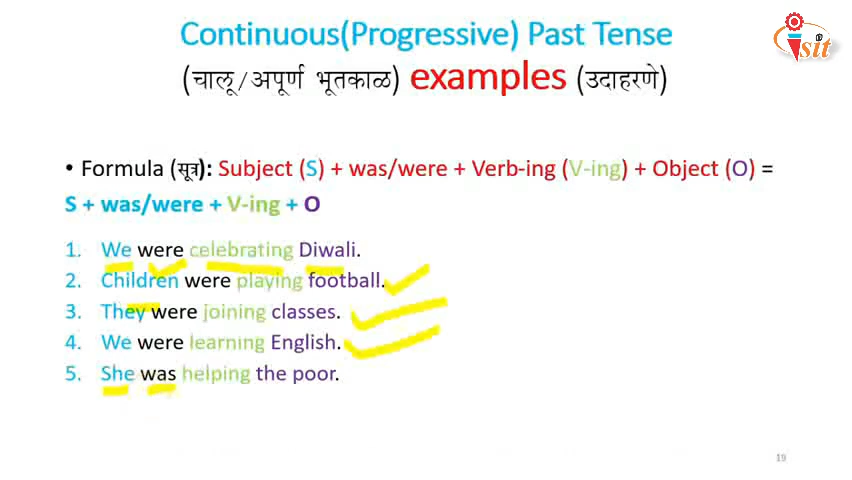 Continuous(Progressive) Past Tense
(चालू/अपूर्ण भूतकाळ) examples (उदाहरणे)
sit
• Formula (सूत्र): Subject (S) + was/were + Verb-ing (V-ing) + Object (O) =
S + was/were + V-ing + O
1. We were celebrating Diwali.
2. Children were playing football.
3. They were joining classes.
4. We were learning English.
5. She was helping the poor.
19